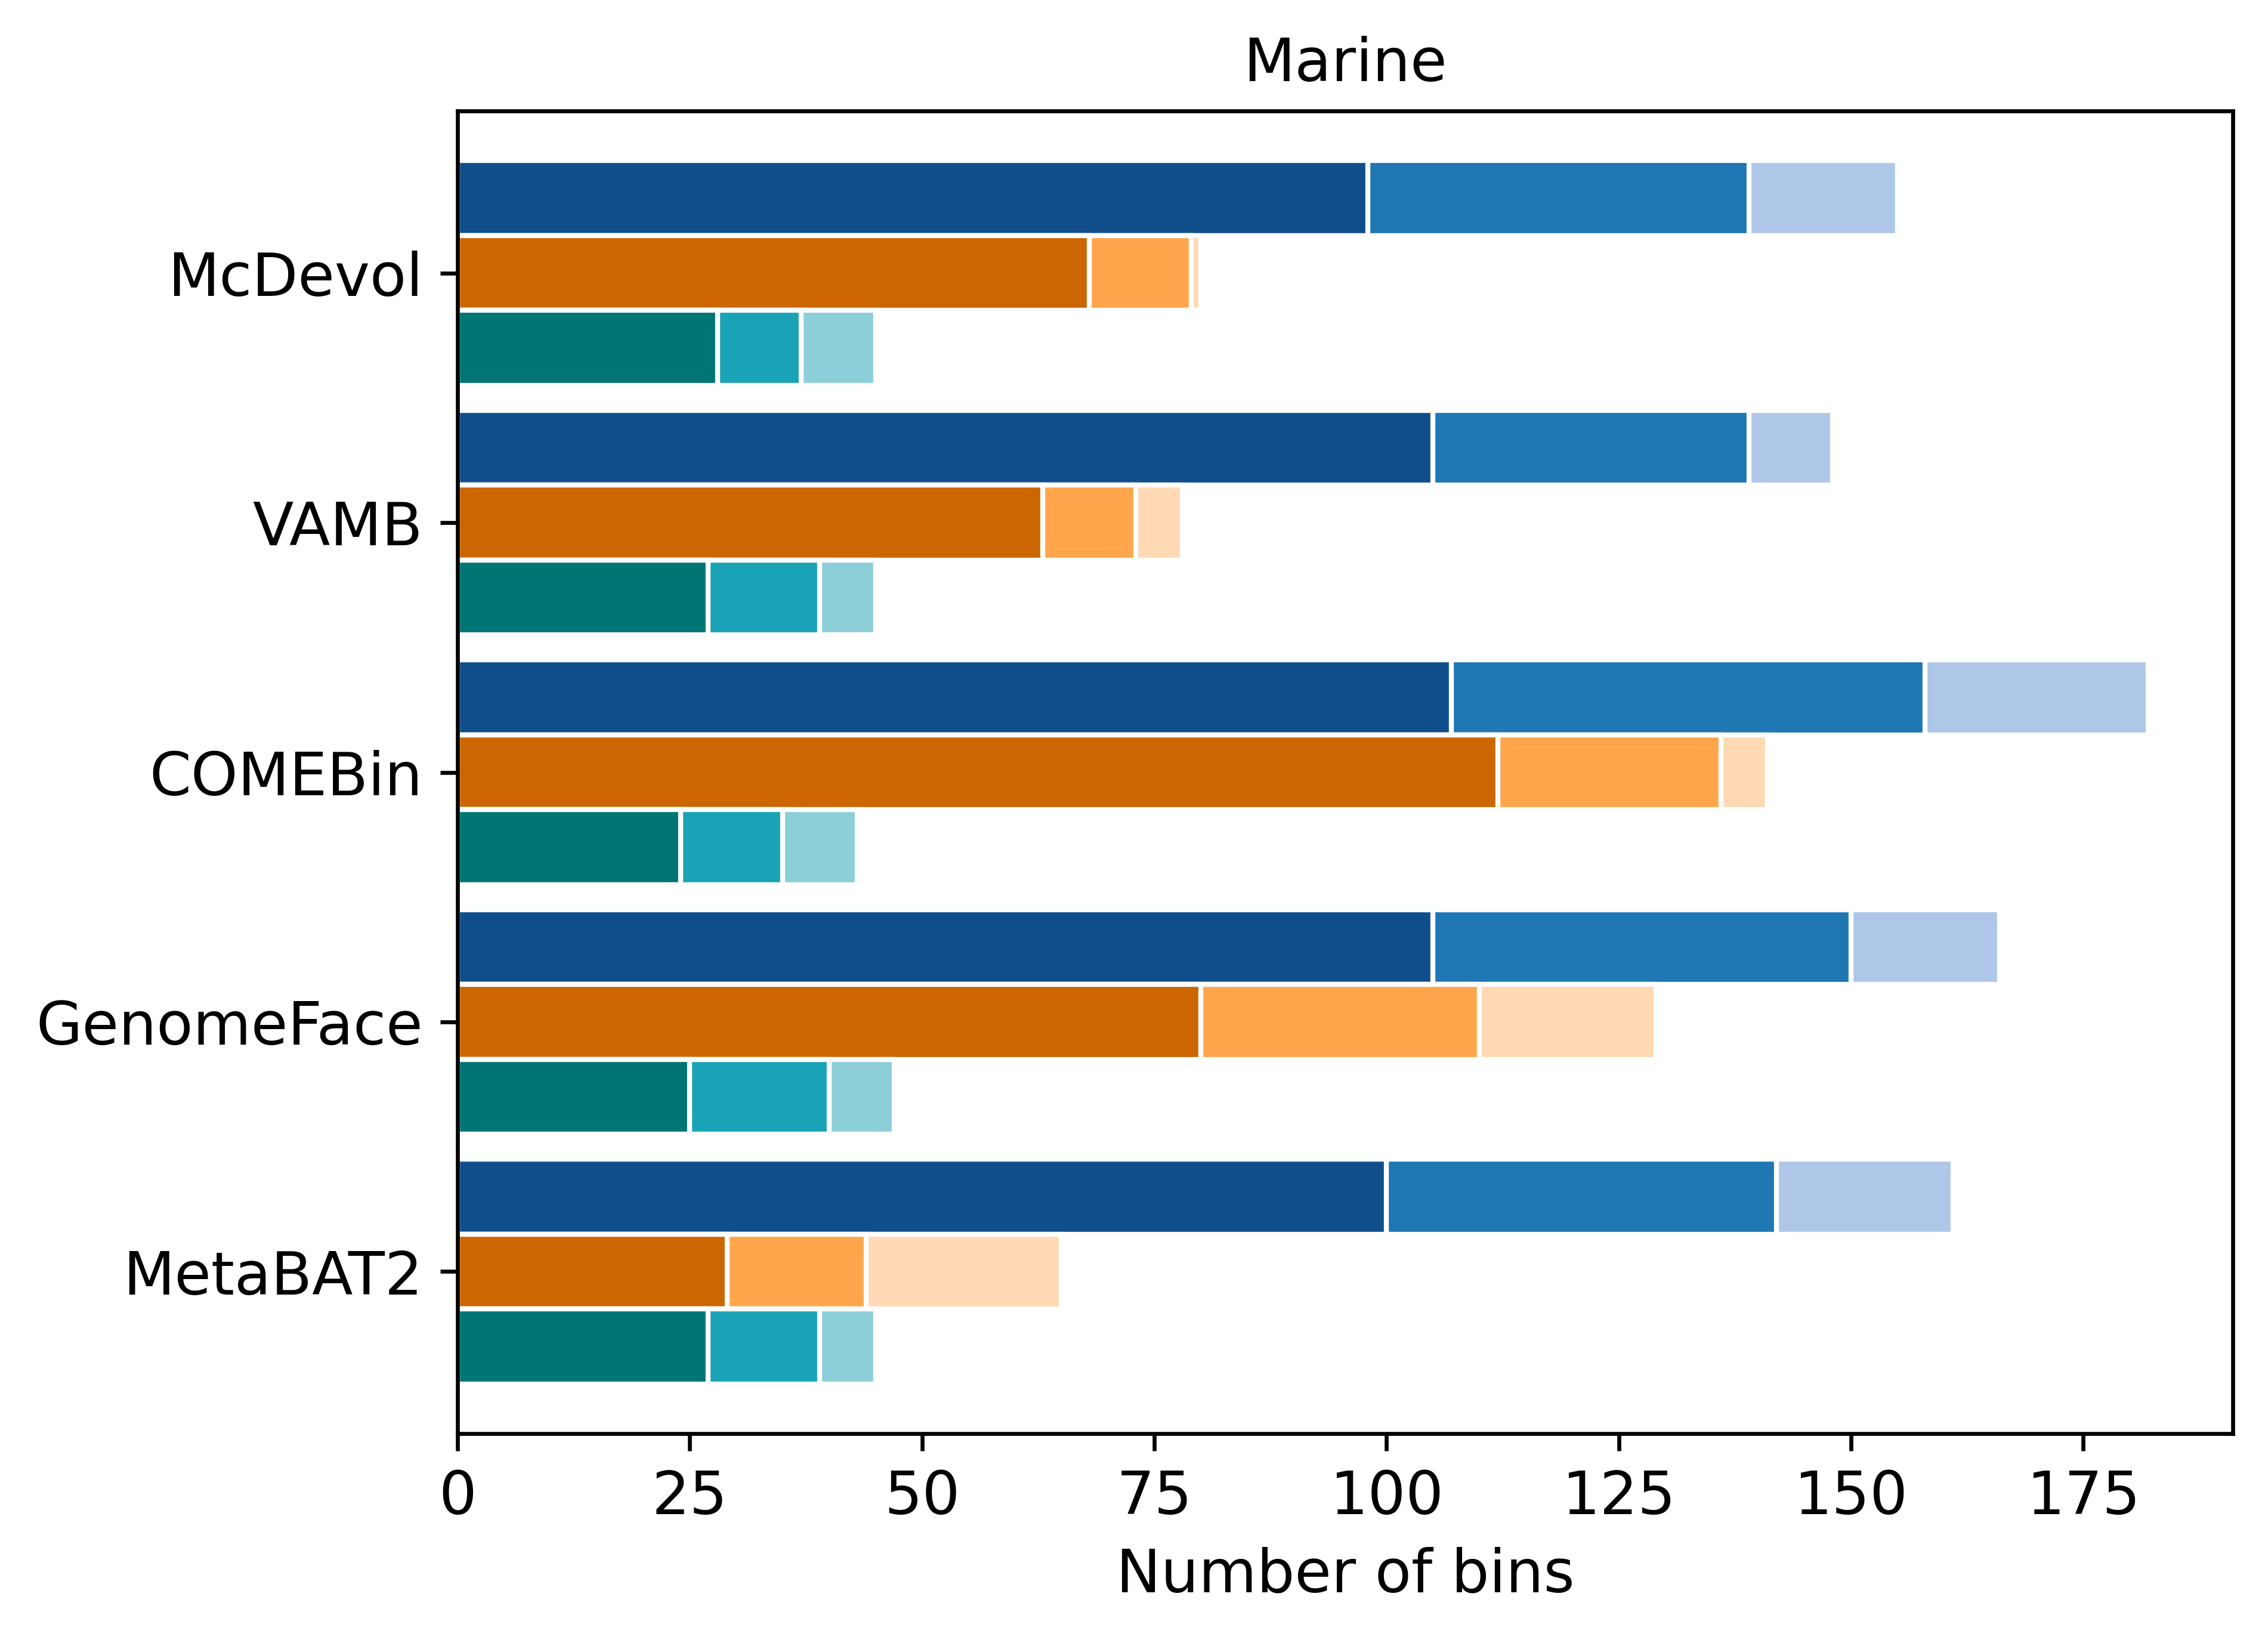 Marine
McDevol
VAMB
COMEBin
GenomeFace
MetaBAT2
0 25 50 75 100 125 150 175
Number of bins